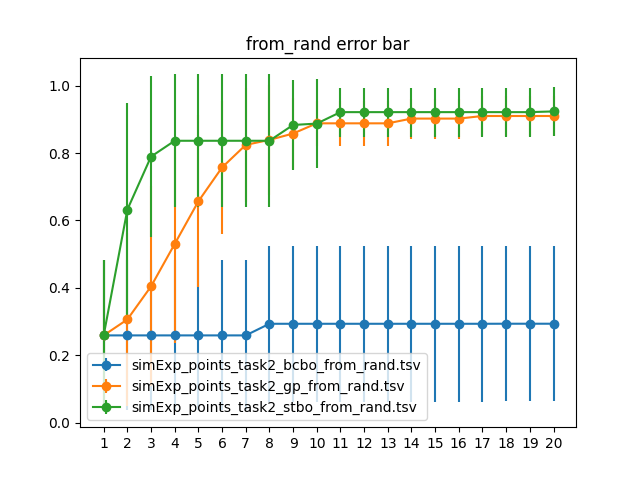 from_rand error bar
1.0
0.8
0.6
0.4
0.2
0.0
simExp_points_task2_bcbo_from_rand.tsv
simExp_points_task2_gp_from_rand.tsv
simExp_points_task2_stbo_from_rand.tsv
1 2 3 4 5 6 7 8 9 10 11 12 13 14 15 16 17 18 19 20